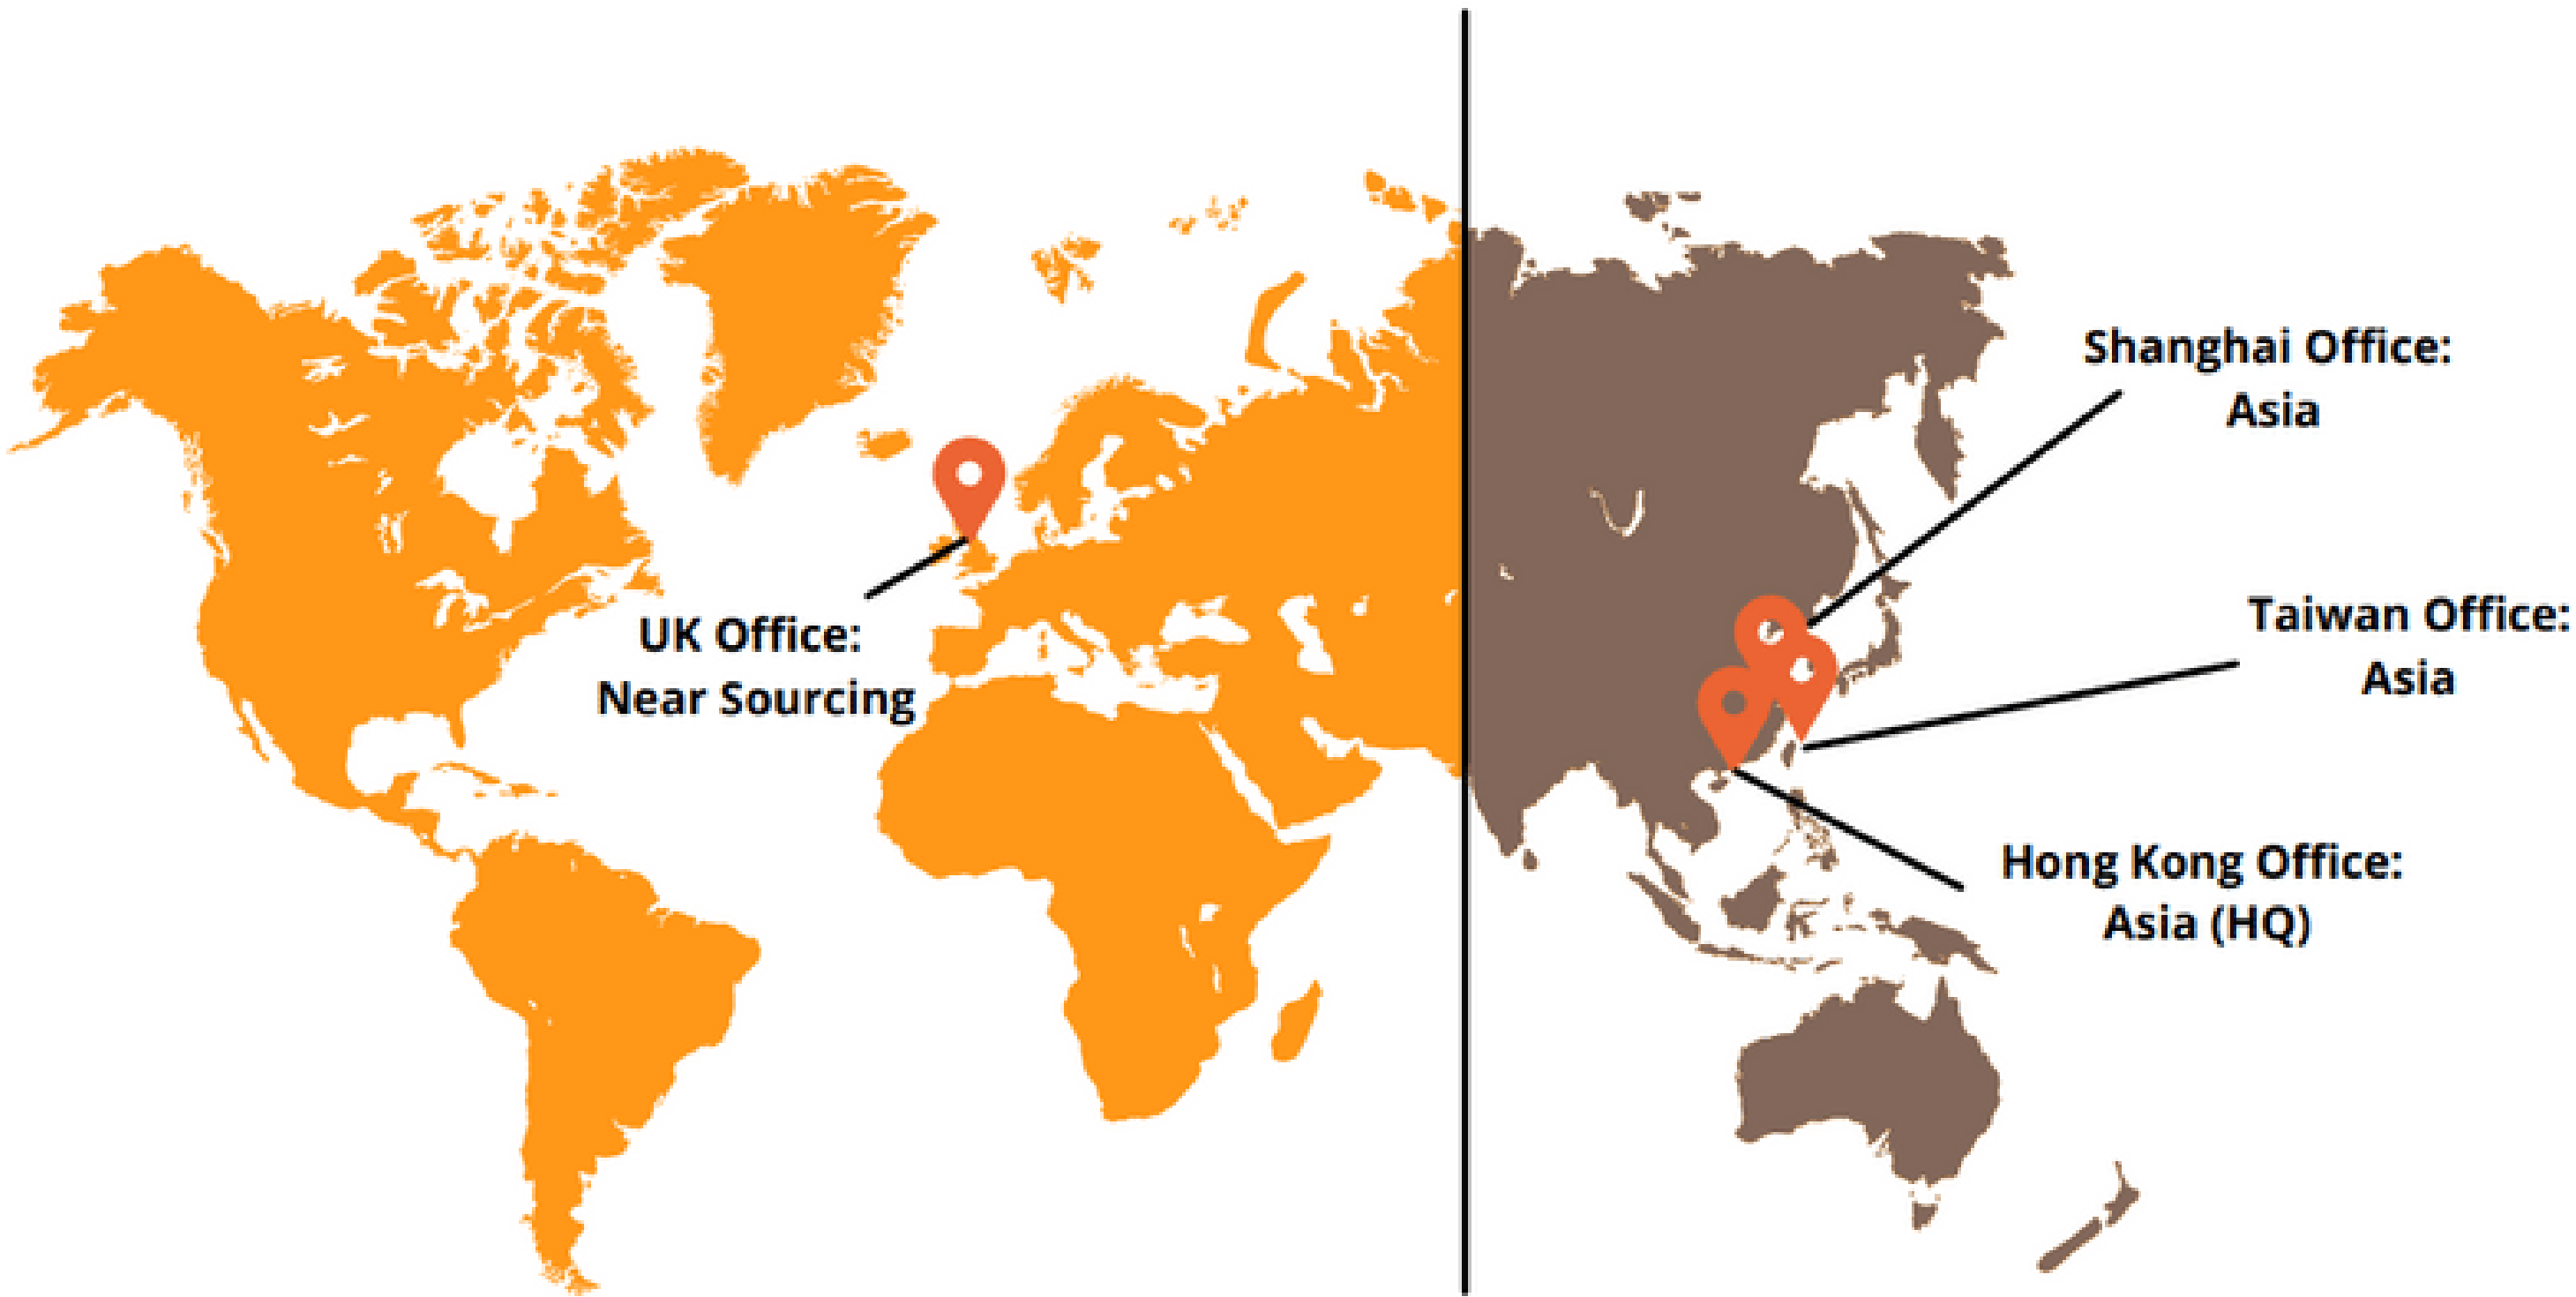 Shanghai Office:
Asia
UK Office:
Near Sourcing
Taiwan Office:
Asia
Hong Kong Office:
Asia (HQ)